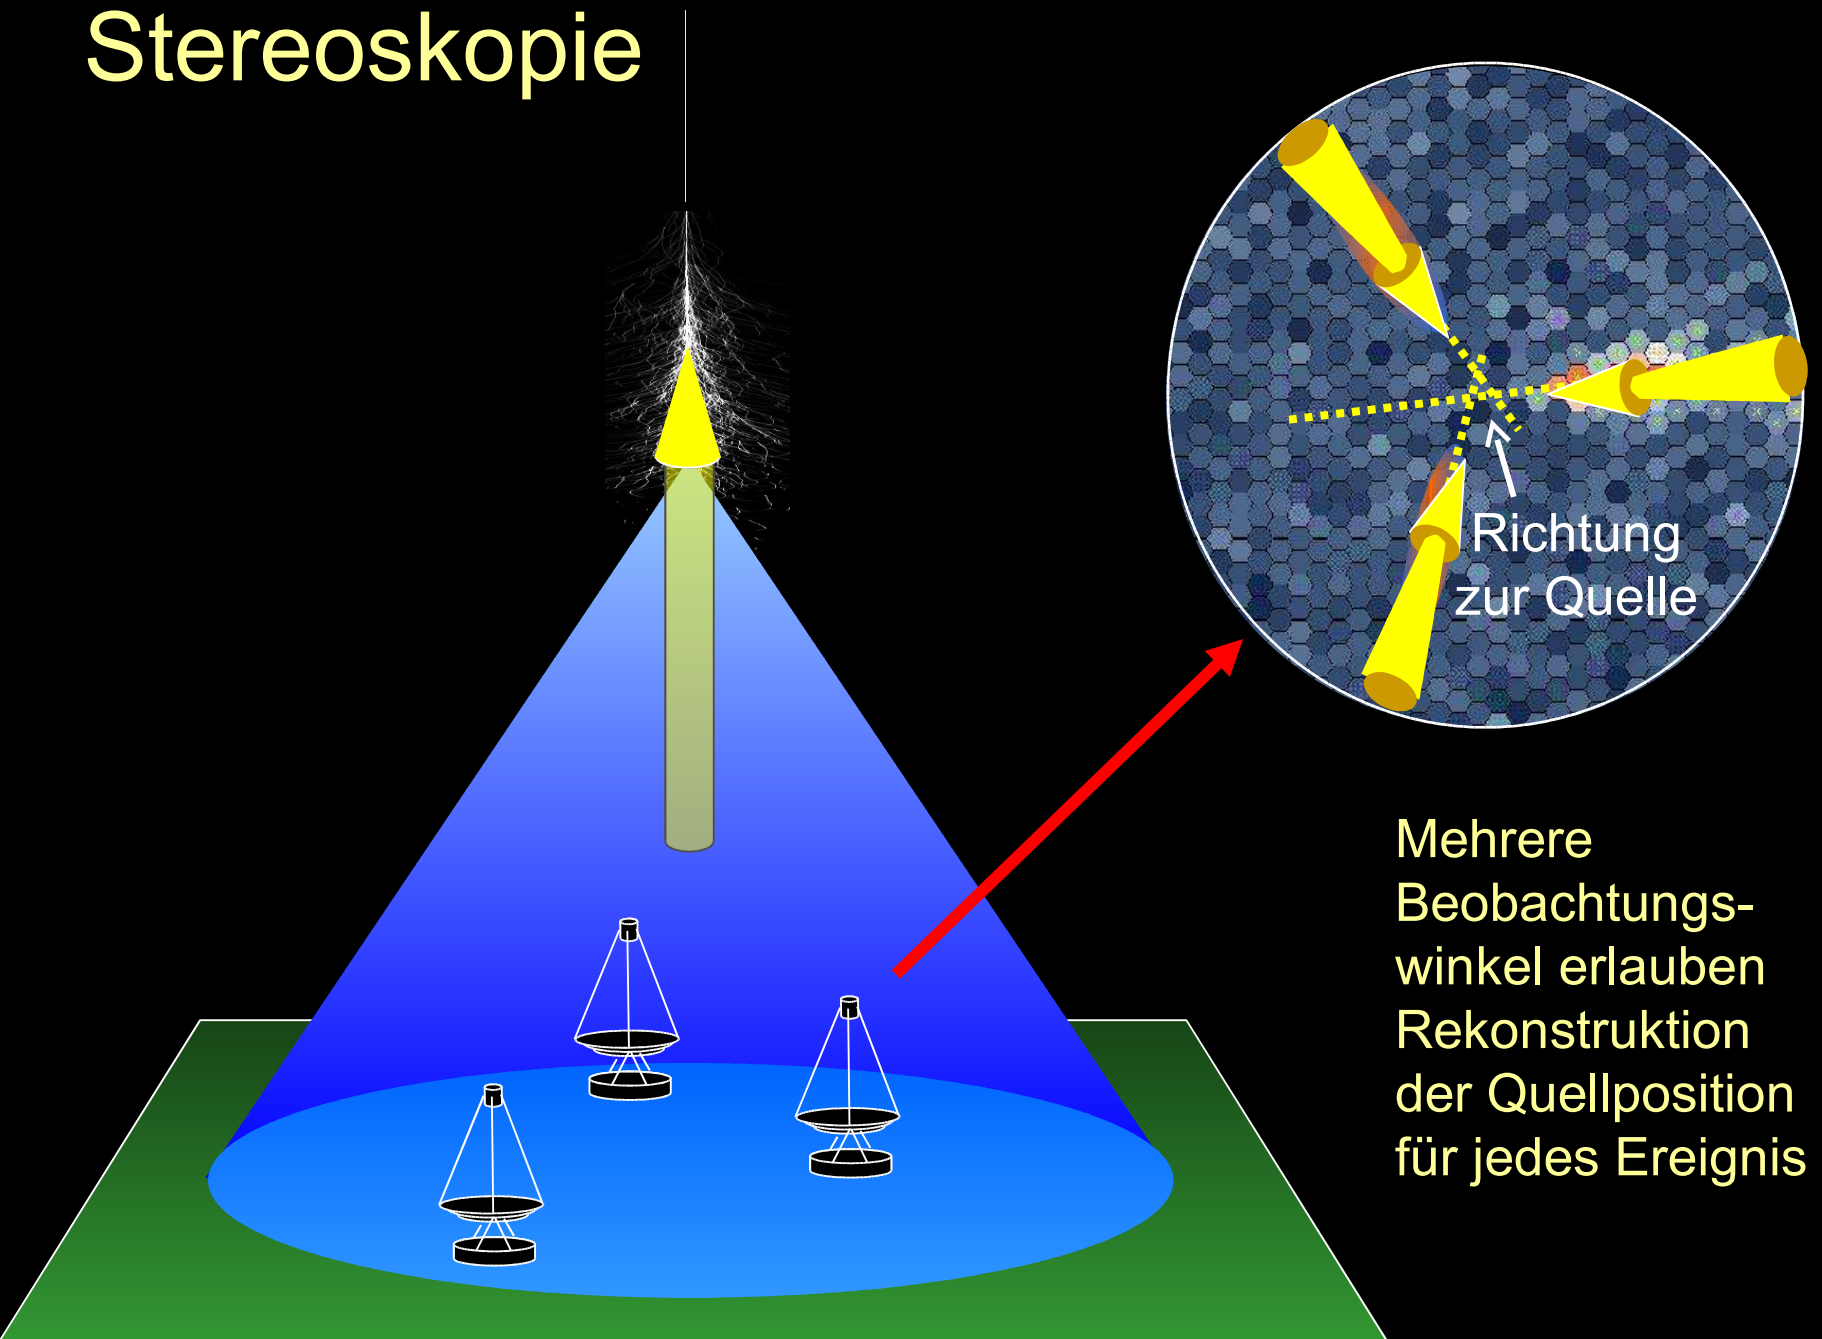 Stereoskopie
Richtung
zur Quelle
Mehrere
Beobachtungs-
winkel erlauben
Rekonstruktion
der Quellposition
für jedes Ereignis